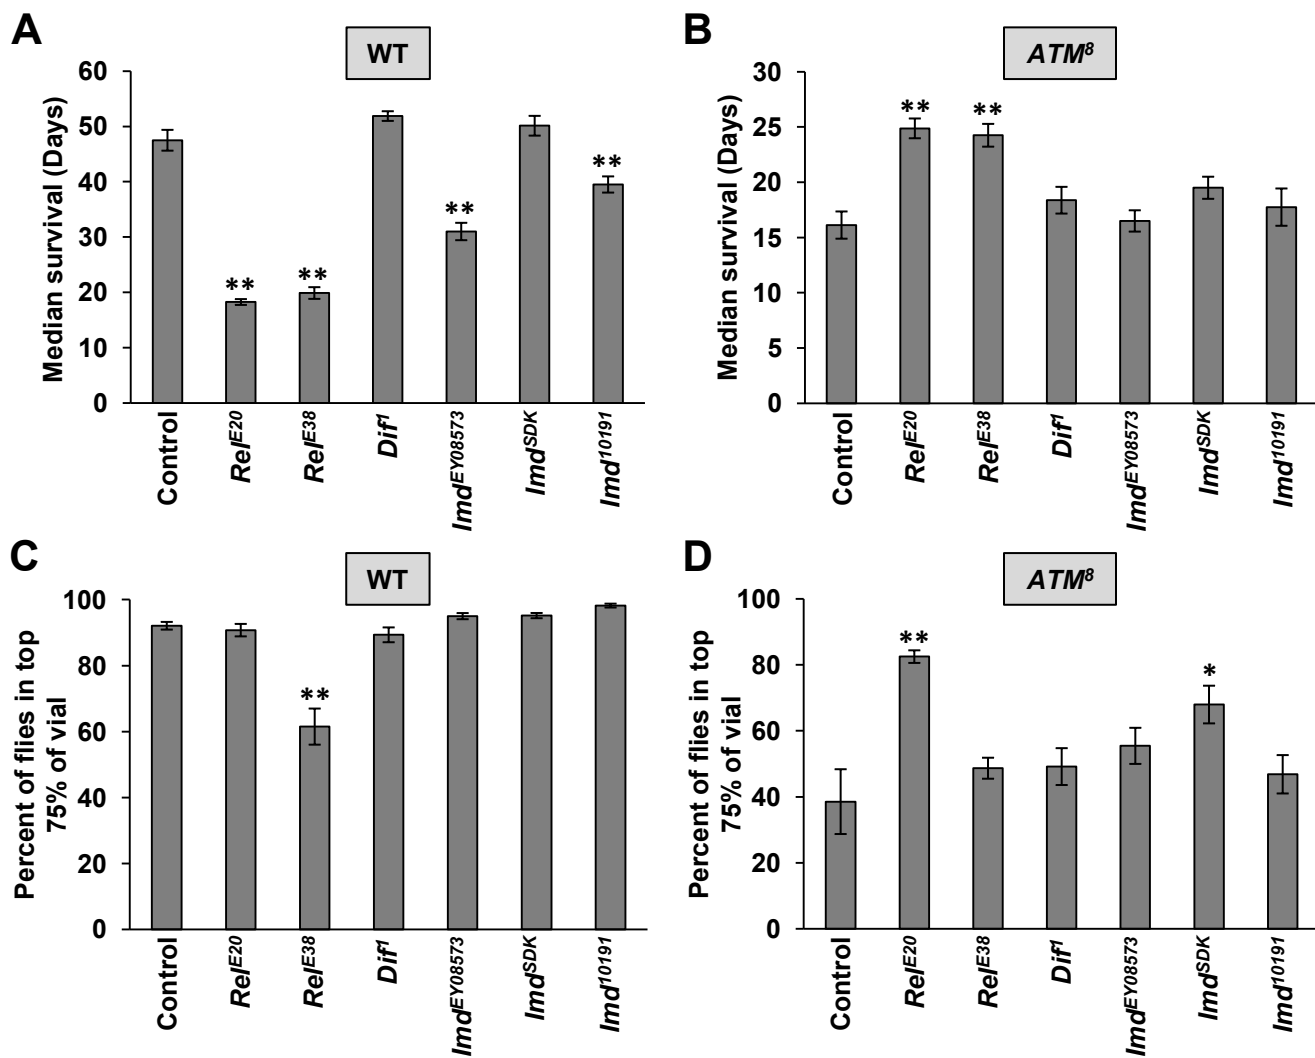 A
WT
Median survival (Days)
60
50
40
30
20
10
0
**
**
**
**
Control
Rel^E20
Rel^E38
Dif^1
Imd^EY08573
Imd^SDK
Imd^10191
B
ATM^8
Median survival (Days)
30
25
20
15
10
5
0
**
**
Control
Rel^E20
Rel^E38
Dif^1
Imd^EY08573
Imd^SDK
Imd^10191
C
WT
Percent of flies in top
75% of vial
100
80
60
40
20
0
**
Control
Rel^E20
Rel^E38
Dif^1
Imd^EY08573
Imd^SDK
Imd^10191
D
ATM^8
Percent of flies in top
75% of vial
100
80
60
40
20
0
**
*
Control
Rel^E20
Rel^E38
Dif^1
Imd^EY08573
Imd^SDK
Imd^10191